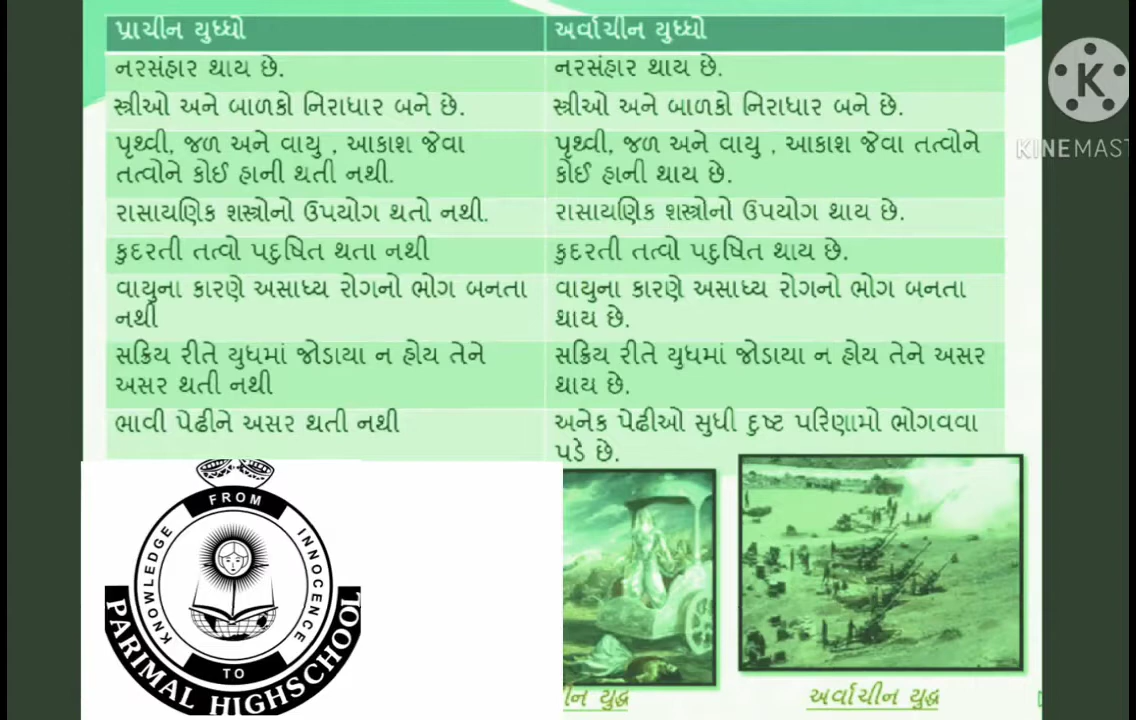 પ્રાચીન યુધ્ધો
અર્વાચીન યુધ્ધો
નરસંહાર થાય છે.
નરસંહાર થાય છે.
સ્ત્રીઓ અને બાળકો નિરાધાર બને છે.
સ્ત્રીઓ અને બાળકો નિરાધાર બને છે.
પૃથ્વી, જળ અને વાયુ , આકાશ જેવા
તત્વોને કોઈ હાની થતી નથી.
પૃથ્વી, જળ અને વાયુ , આકાશ જેવા તત્વોને
કોઈ હાની થાય છે.
રાસાયણિક શસ્ત્રોનો ઉપયોગ થતો નથી.
રાસાયણિક શસ્ત્રોનો ઉપયોગ થાય છે.
કુદરતી તત્વો પદુષિત થતા નથી
કુદરતી તત્વો પદુષિત થાય છે.
વાયુના કારણે અસાધ્ય રોગનો ભોગ બનતા
નથી
વાયુના કારણે અસાધ્ય રોગનો ભોગ બનતા
થાય છે.
સક્રિય રીતે યુધમાં જોડાયા ન હોય તેને
અસર થતી નથી
સક્રિય રીતે યુધમાં જોડાયા ન હોય તેને અસર
થાય છે.
ભાવી પેઢીને અસર થતી નથી
અનેક પેઢીઓ સુધી દુષ્ટ પરિણામો ભોગવવા
પડે છે.
K
KINEMAST
FROM
KNOWLEDGE
INNOCENCE
TO
PARIMAL HIGHSCHOOL
ીન યુદ્ધ
અર્વાચીન યુદ્ધ